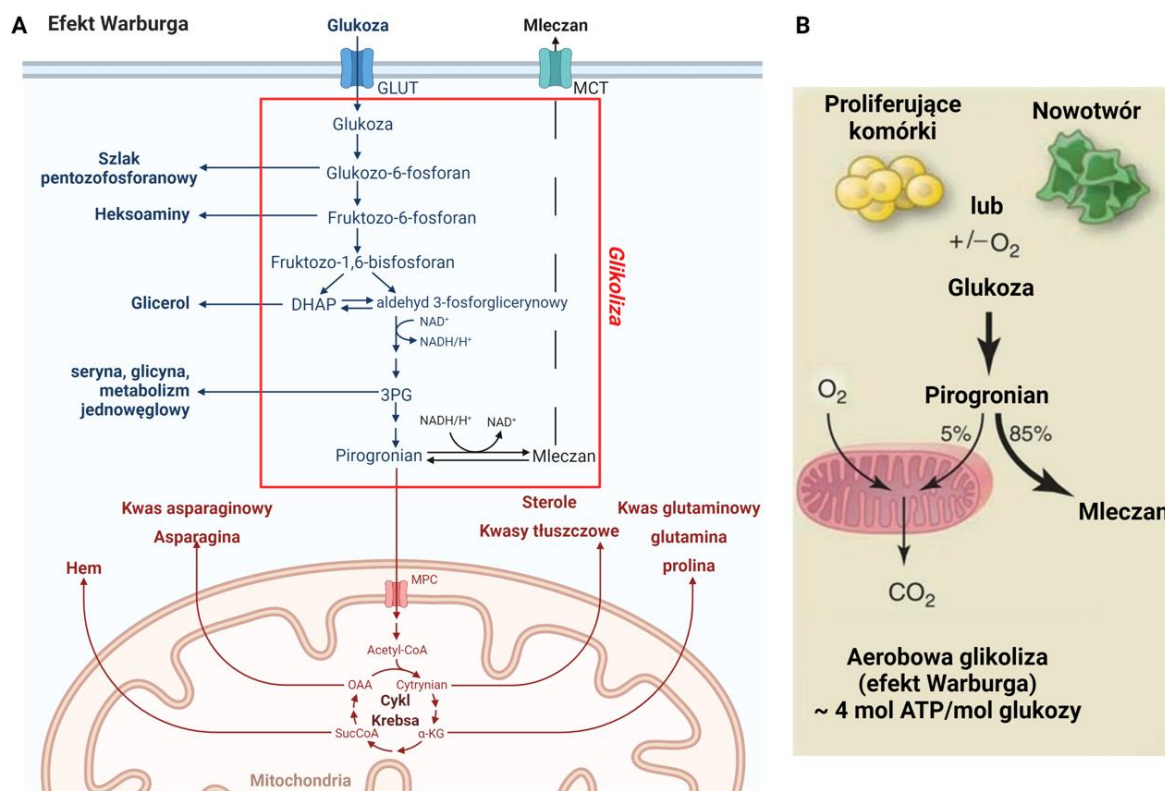 A Efekt Warburga
Glukoza
Mleczan
GLUT
MCT
Glukoza
Szlak
pentozofosforanowy
Glukozo-6-fosforan
Heksoaminy
Fruktozo-6-fosforan
Fruktozo-1,6-bisfosforan
Glicerol
DHAP
aldehyd 3-fosforglicerynowy
NAD⁺
NADH/H⁺
Glikoliza
seryna, glicyna,
metabolizm
jednowęglowy
3PG
NADH/H⁺
NAD⁺
Pirogronian
Mleczan
Kwas asparaginowy
Asparagina
Hem
Sterole
Kwasy tłuszczowe
Kwas glutaminowy
glutamina
prolina
MPC
Acetyl-CoA
OAA
Cytrynian
Cykl
Krebsa
SucCoA
α-KG
Mitochondria
B
Proliferujące
komórki
Nowotwór
lub
+/−O₂
Glukoza
O₂
Pirogronian
5%
85%
Mleczan
CO₂
Aerobowa glikoliza
(efekt Warburga)
~ 4 mol ATP/mol glukozy